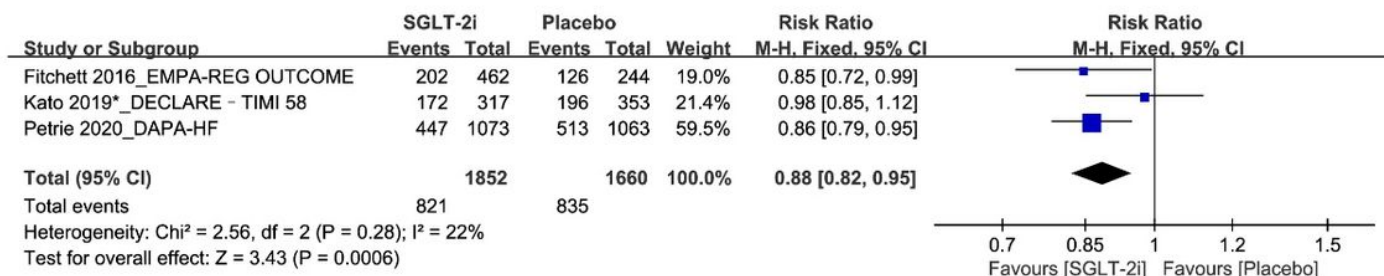 SGLT-2i Placebo Risk Ratio Risk Ratio
Study or Subgroup Events Total Events Total Weight M-H, Fixed, 95% CI M-H, Fixed, 95% CI
Fitchett 2016_EMPA-REG OUTCOME 202 462 126 244 19.0% 0.85 [0.72, 0.99]
Kato 2019*_DECLARE - TIMI 58 172 317 196 353 21.4% 0.98 [0.85, 1.12]
Petrie 2020_DAPA-HF 447 1073 513 1063 59.5% 0.86 [0.79, 0.95]
Total (95% CI) 1852 1660 100.0% 0.88 [0.82, 0.95]
Total events 821 835
Heterogeneity: Chi² = 2.56, df = 2 (P = 0.28); I² = 22%
Test for overall effect: Z = 3.43 (P = 0.0006)
0.7 0.85 1 1.2 1.5
Favours [SGLT-2i] Favours [Placebo]